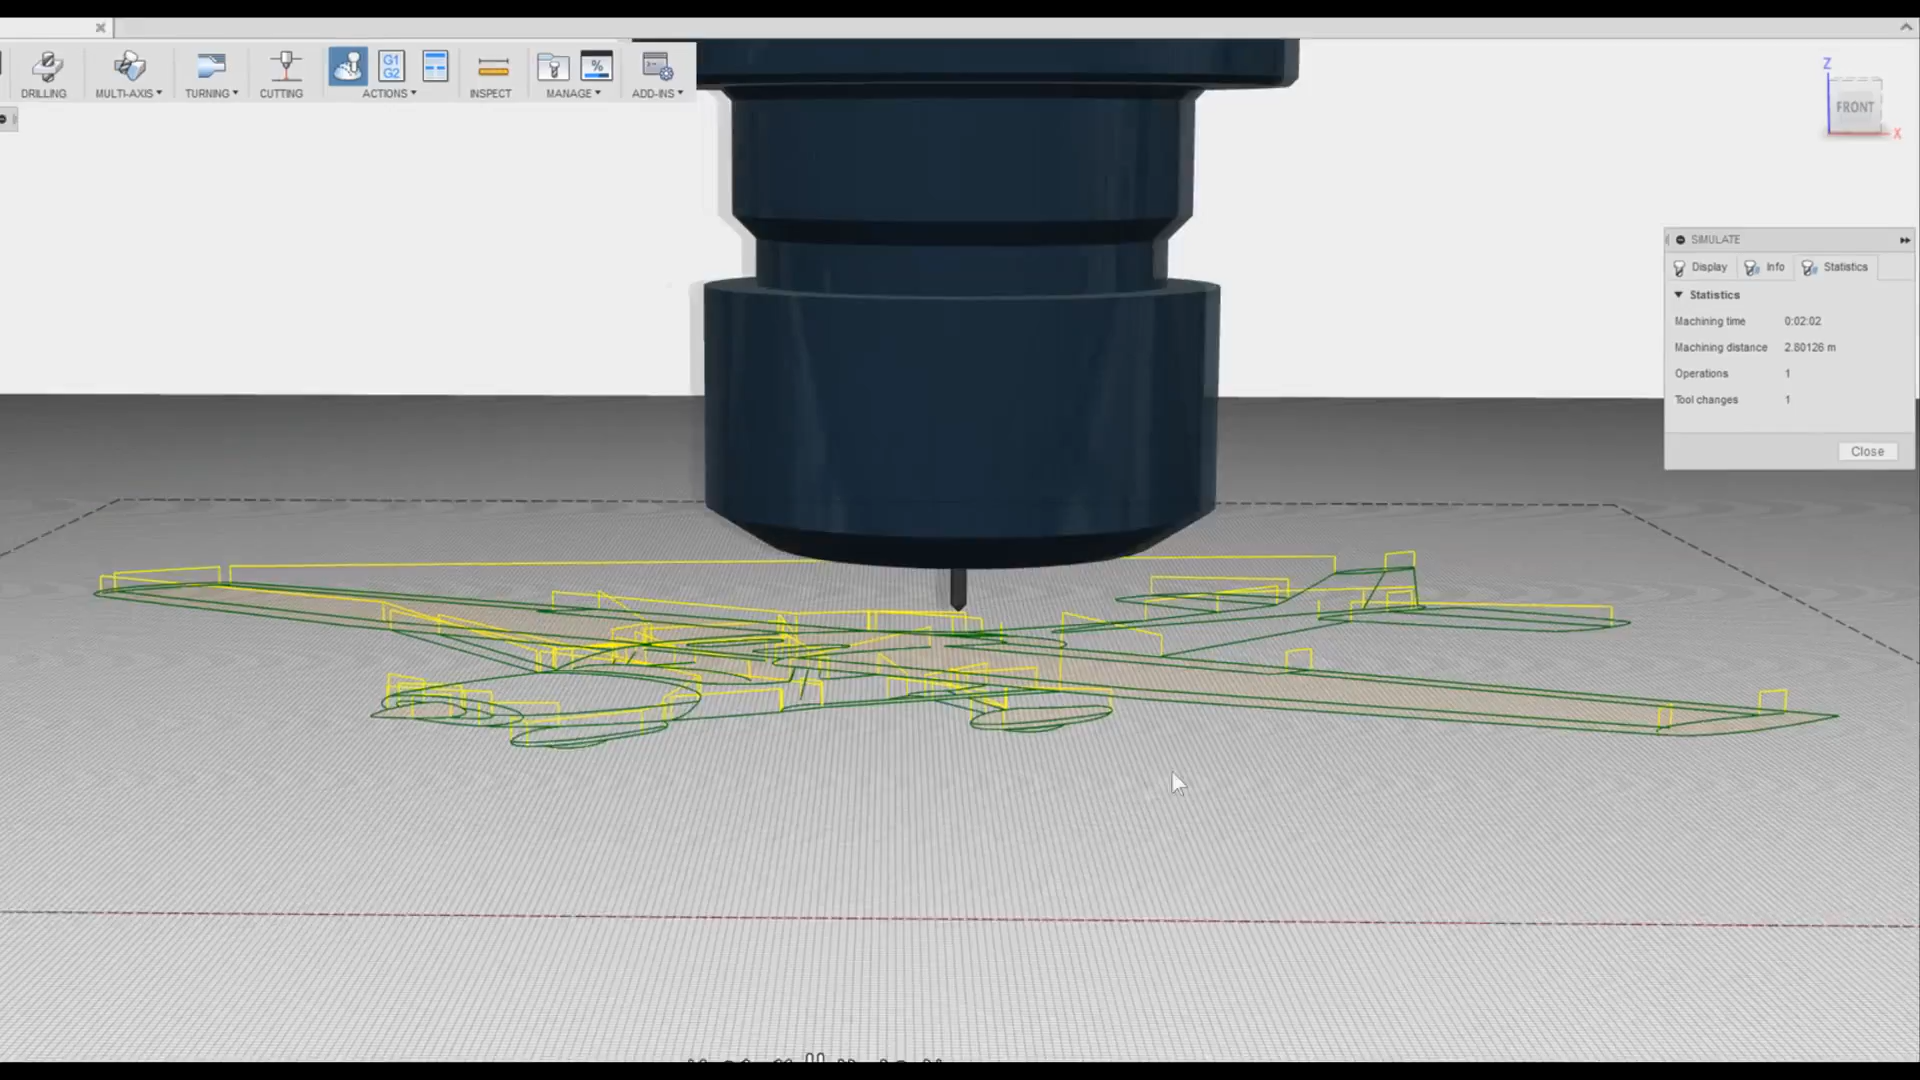 DRILLING
MULTI-AXIS
TURNING
CUTTING
G1
G2
ACTIONS
INSPECT
%
MANAGE
ADD-INS
Z
FRONT
X
SIMULATE
Display
Info
Statistics
Statistics
Machining time 0:02:02
Machining distance 2.80126 m
Operations 1
Tool changes 1
Close